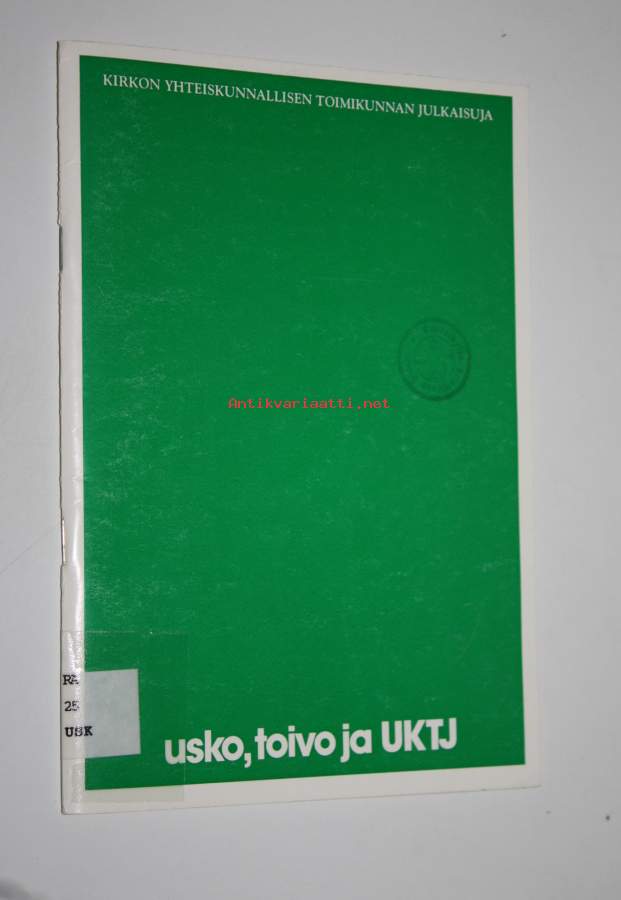 KIRKON YHTEISKUNNALLISEN TOIMIKUNNAN JULKAISUJA
Antikvariaatti.net
RA
25
USK
usko, toivo ja UKTJ